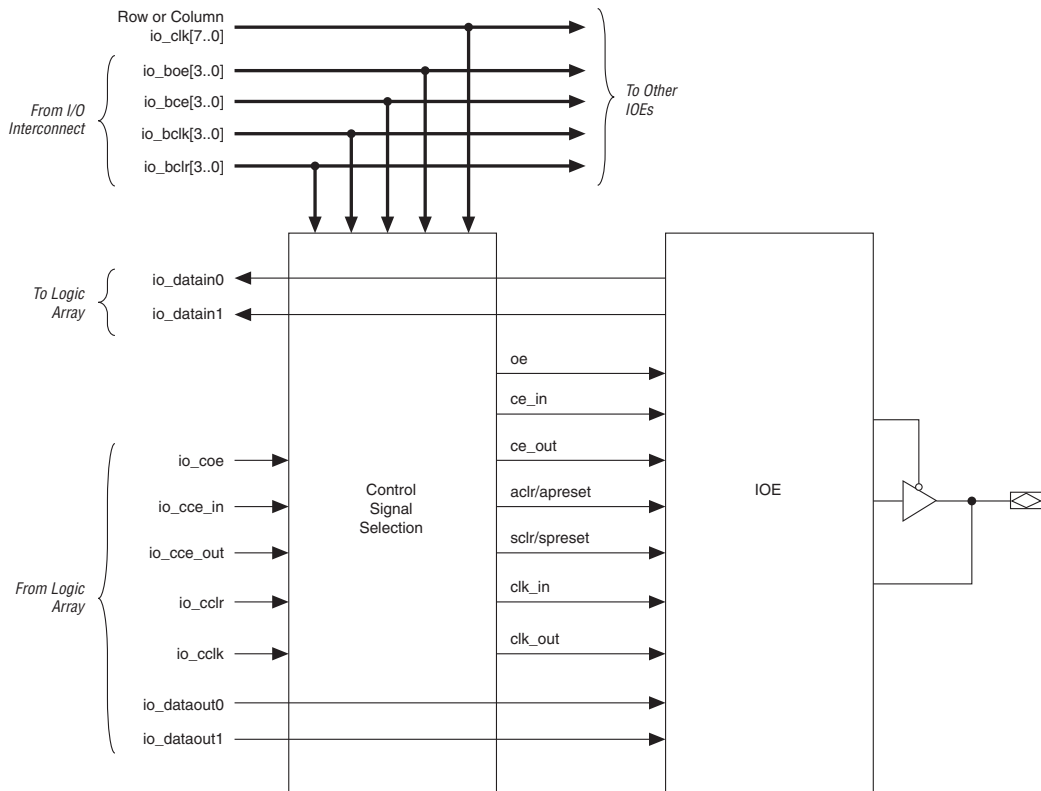 Row or Column
io_clk[7..0]
io_boe[3..0]
From I/O
Interconnect
io_bce[3..0]
io_bclk[3..0]
io_bclr[3..0]
To Other
IOEs
To Logic
Array
io_datain0
io_datain1
oe
ce_in
ce_out
aclr/apreset
sclr/spreset
clk_in
clk_out
From Logic
Array
io_coe
io_cce_in
io_cce_out
io_cclr
io_cclk
io_dataout0
io_dataout1
Control
Signal
Selection
IOE